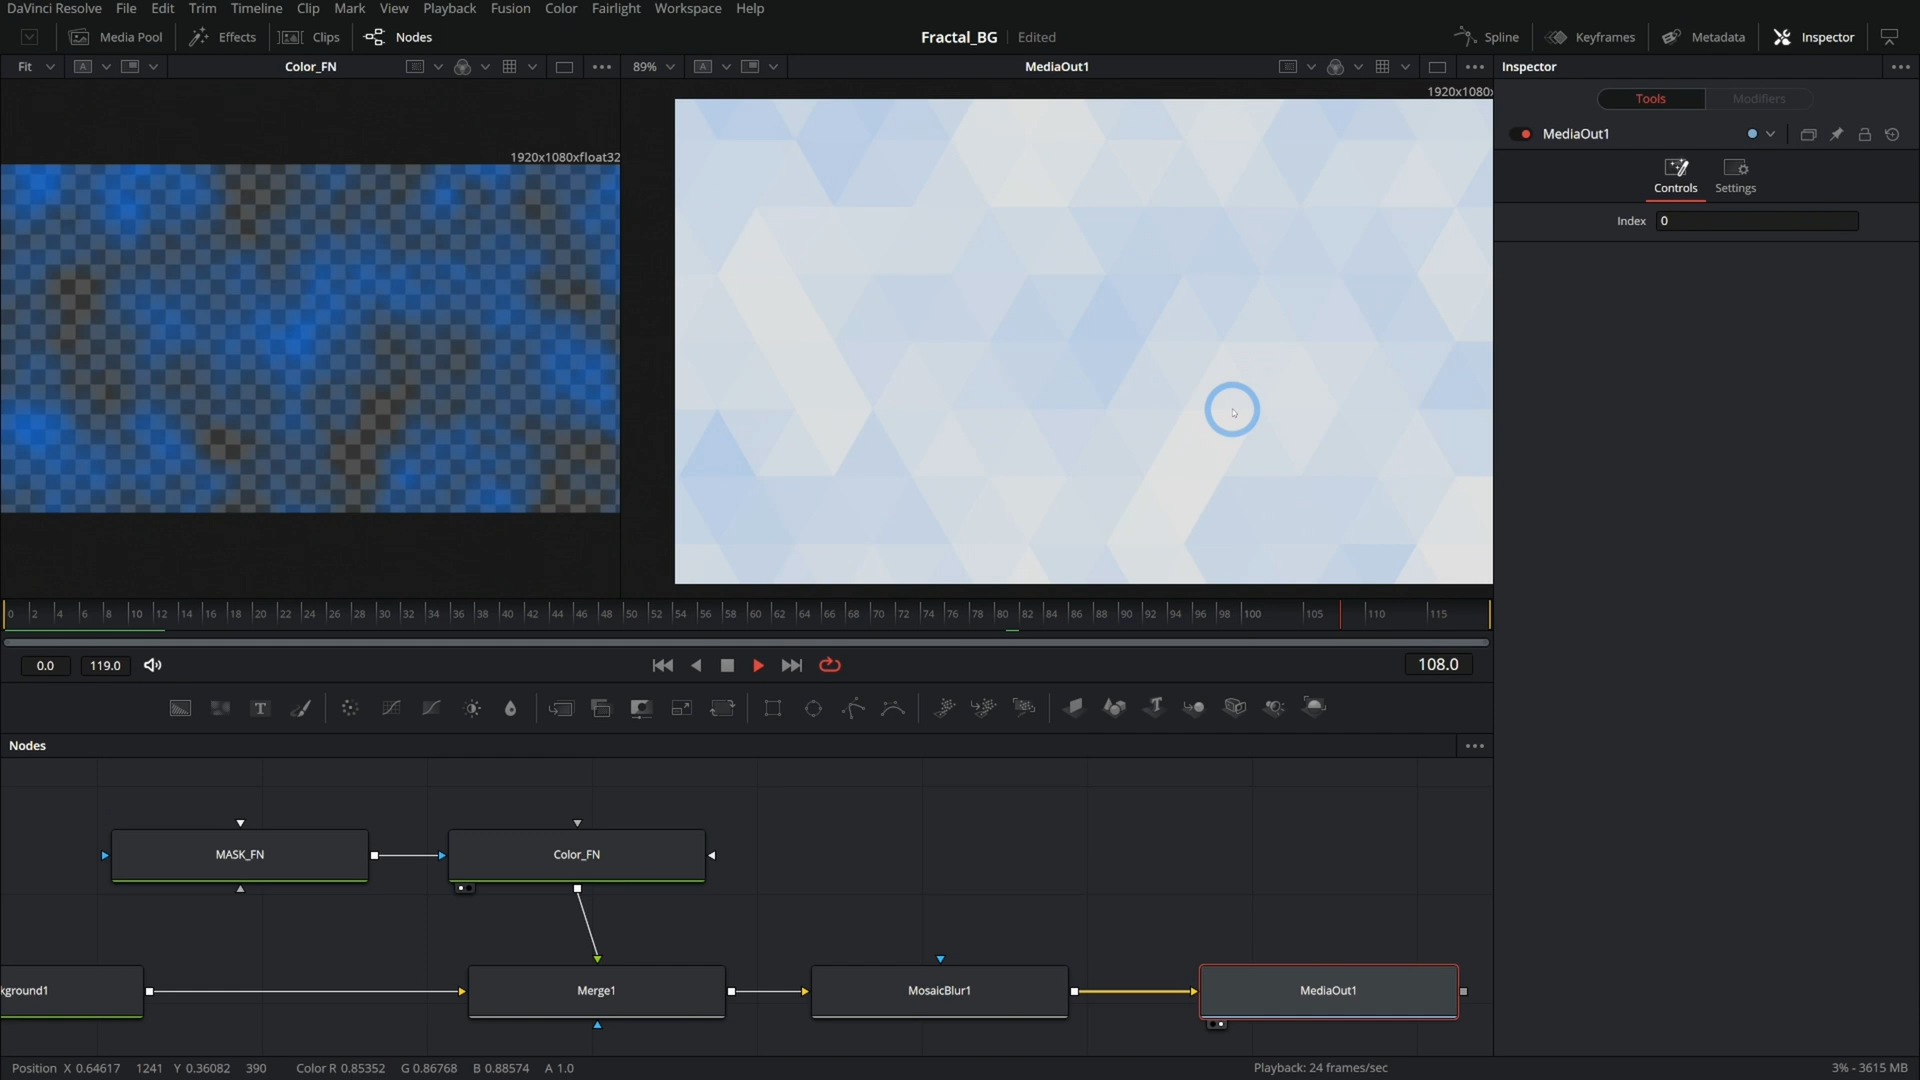 DaVinci Resolve File Edit Trim Timeline Clip Mark View Playback Fusion Color Fairlight Workspace Help
Media Pool Effects Clips Nodes Fractal_BG Edited Spline Keyframes Metadata Inspector
Fit A Color_FN 89% A MediaOut1 Inspector
1920x1080x
Tools Modifiers
MediaOut1
1920x1080xfloat32
Controls Settings
Index 0
0 2 4 6 8 10 12 14 16 18 20 22 24 26 28 30 32 34 36 38 40 42 44 46 48 50 52 54 56 58 60 62 64 66 68 70 72 74 76 78 80 82 84 86 88 90 92 94 96 98 100 105 110 115
0.0 119.0 108.0
T T
Nodes
MASK_FN Color_FN
kground1 Merge1 MosaicBlur1 MediaOut1
Position X 0.64617 1241 Y 0.36082 390 Color R 0.85352 G 0.86768 B 0.88574 A 1.0 Playback: 24 frames/sec 3% - 3615 MB